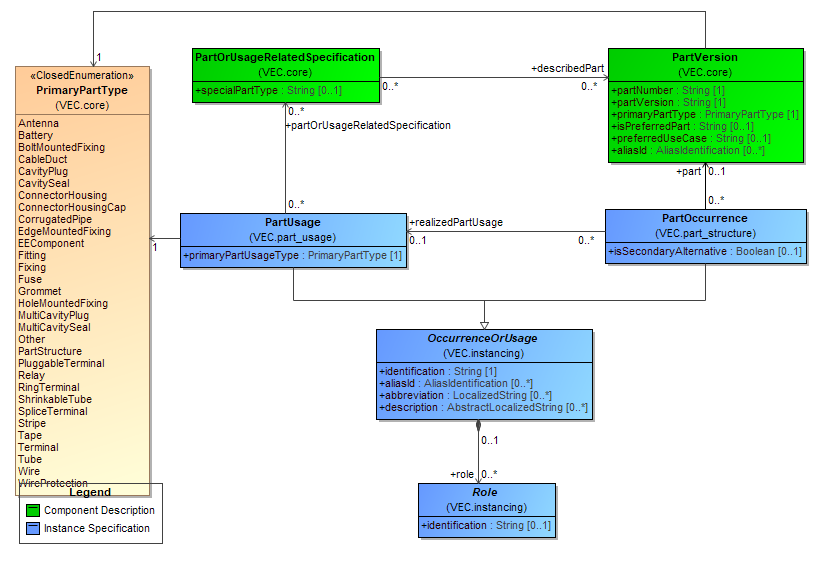 1
«ClosedEnumeration»
PrimaryPartType
(VEC.core)
Antenna
Battery
BoltMountedFixing
CableDuct
CavityPlug
CavitySeal
ConnectorHousing
ConnectorHousingCap
CorrugatedPipe
EdgeMountedFixing
EEComponent
Fitting
Fixing
Fuse
Grommet
HoleMountedFixing
MultiCavityPlug
MultiCavitySeal
Other
PartStructure
PluggableTerminal
Relay
RingTerminal
ShrinkableTube
SpliceTerminal
Stripe
Tape
Terminal
Tube
Wire
WireProtection
PartOrUsageRelatedSpecification
(VEC.core)
+specialPartType : String [0..1]
0..*
+describedPart
0..*
PartVersion
(VEC.core)
+partNumber : String [1]
+partVersion : String [1]
+primaryPartType : PrimaryPartType [1]
+isPreferredPart : String [0..1]
+preferredUseCase : String [0..1]
+aliasId : AliasIdentification [0..*]
0..*
+partOrUsageRelatedSpecification
0..*
+part
0..1
0..*
1
PartUsage
(VEC.part_usage)
+primaryPartUsageType : PrimaryPartType [1]
+realizedPartUsage
0..1
0..*
PartOccurrence
(VEC.part_structure)
+isSecondaryAlternative : Boolean [0..1]
OccurrenceOrUsage
(VEC.instancing)
+identification : String [1]
+aliasId : AliasIdentification [0..*]
+abbreviation : LocalizedString [0..*]
+description : AbstractLocalizedString [0..*]
0..1
+role
0..*
Role
(VEC.instancing)
+identification : String [0..1]
Legend
Component Description
Instance Specification